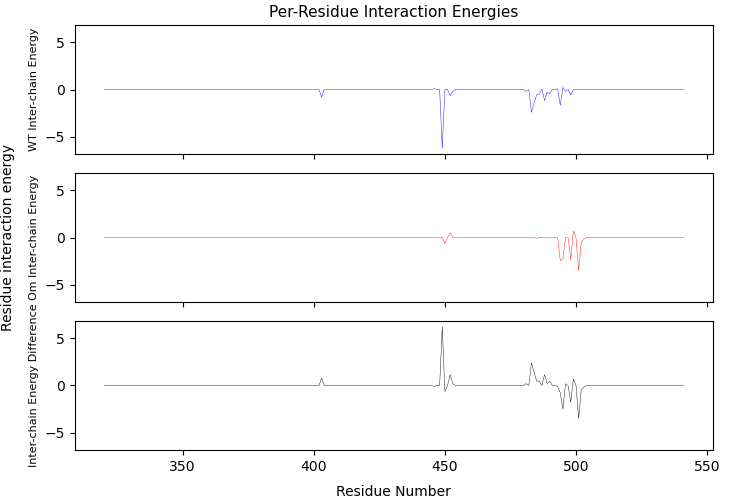 Per-Residue Interaction Energies
Residue interaction energy
WT Inter-chain Energy
5
0
−5
Om Inter-chain Energy
5
0
−5
Inter-chain Energy Difference
5
0
−5
350
400
450
500
550
Residue Number